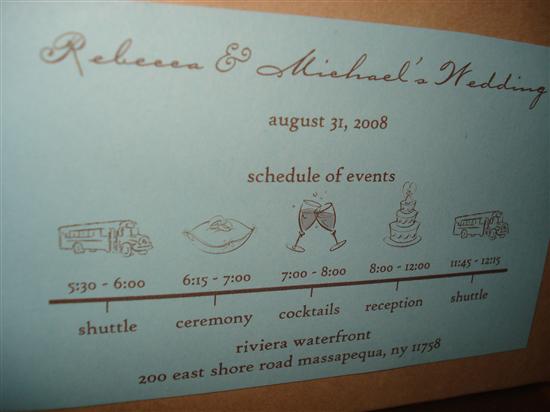 Rebecca & Michael's Wedding
august 31, 2008
schedule of events
5:30 - 6:00 6:15 - 7:00 7:00 - 8:00 8:00 - 12:00 11:45 - 12:15
shuttle ceremony cocktails reception shuttle
riviera waterfront
200 east shore road massapequa, ny 11758